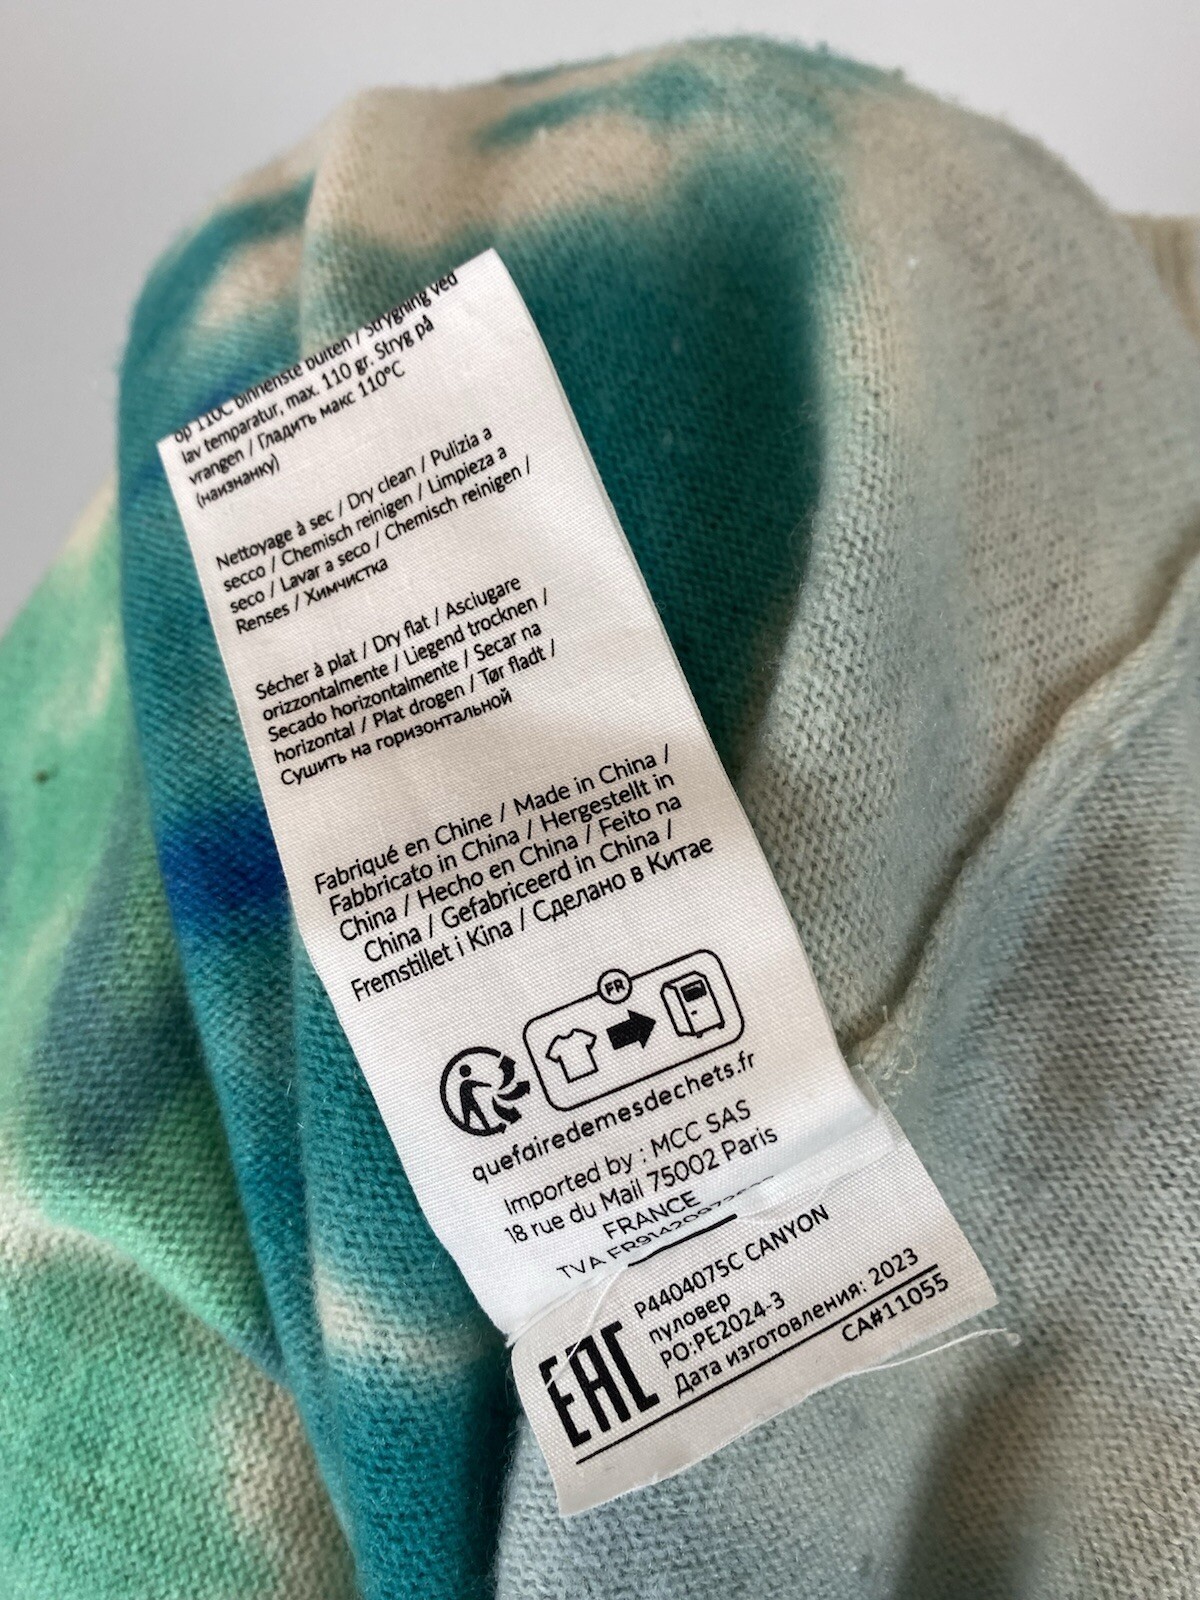 op 110C binnenste buiten / Strygning ved
lav temparatur, max. 110 gr. Stryg på
vrangen / Гладить макс 110°C
(наизнанку)
Nettoyage à sec / Dry clean / Pulizia a
secco / Chemisch reinigen / Limpieza a
seco / Lavar a seco / Chemisch reinigen /
Renses / Химчистка
Sécher à plat / Dry flat / Asciugare
orizzontalmente / Liegend trocknen /
Secado horizontalmente / Secar na
horizontal / Plat drogen / Tør fladt /
Сушить на горизонтальной
Fabriqué en Chine / Made in China /
Fabbricato in China / Hergestellt in
China / Hecho en China / Feito na
China / Gefabriceerd in China /
Fremstillet i Kina / Сделано в Китае
FR
quefairedemesdechets.fr
Imported by : MCC SAS
18 rue du Mail 75002 Paris
FRANCE
TVA
P4404075C CANYON
пуловер
PO:PE2024-3
Дата изготовления: 2023
EAC
CA#11055